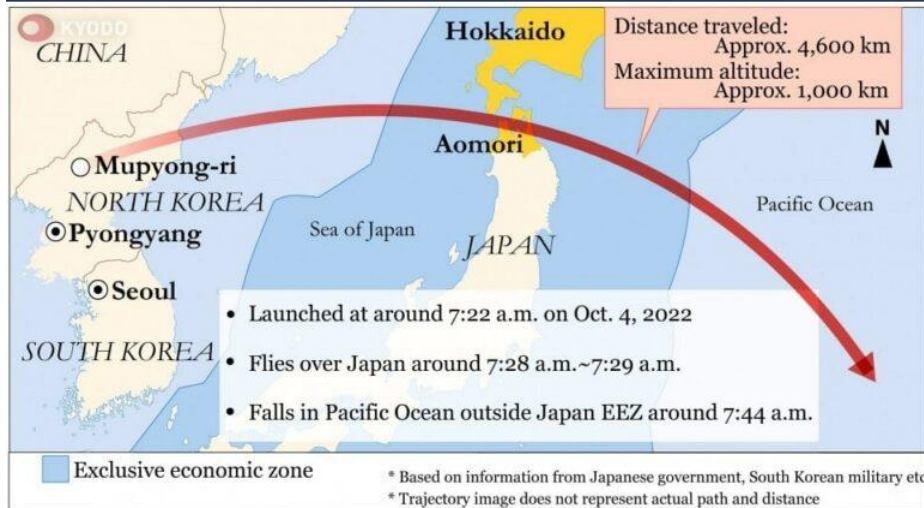 KYODO
CHINA
Hokkaido
Distance traveled:
Approx. 4,600 km
Maximum altitude:
Approx. 1,000 km
N
Aomori
Mupyong-ri
NORTH KOREA
Pacific Ocean
Pyongyang
Sea of Japan
JAPAN
Seoul
SOUTH KOREA
• Launched at around 7:22 a.m. on Oct. 4, 2022
• Flies over Japan around 7:28 a.m.~7:29 a.m.
• Falls in Pacific Ocean outside Japan EEZ around 7:44 a.m.
Exclusive economic zone
* Based on information from Japanese government, South Korean military etc
* Trajectory image does not represent actual path and distance